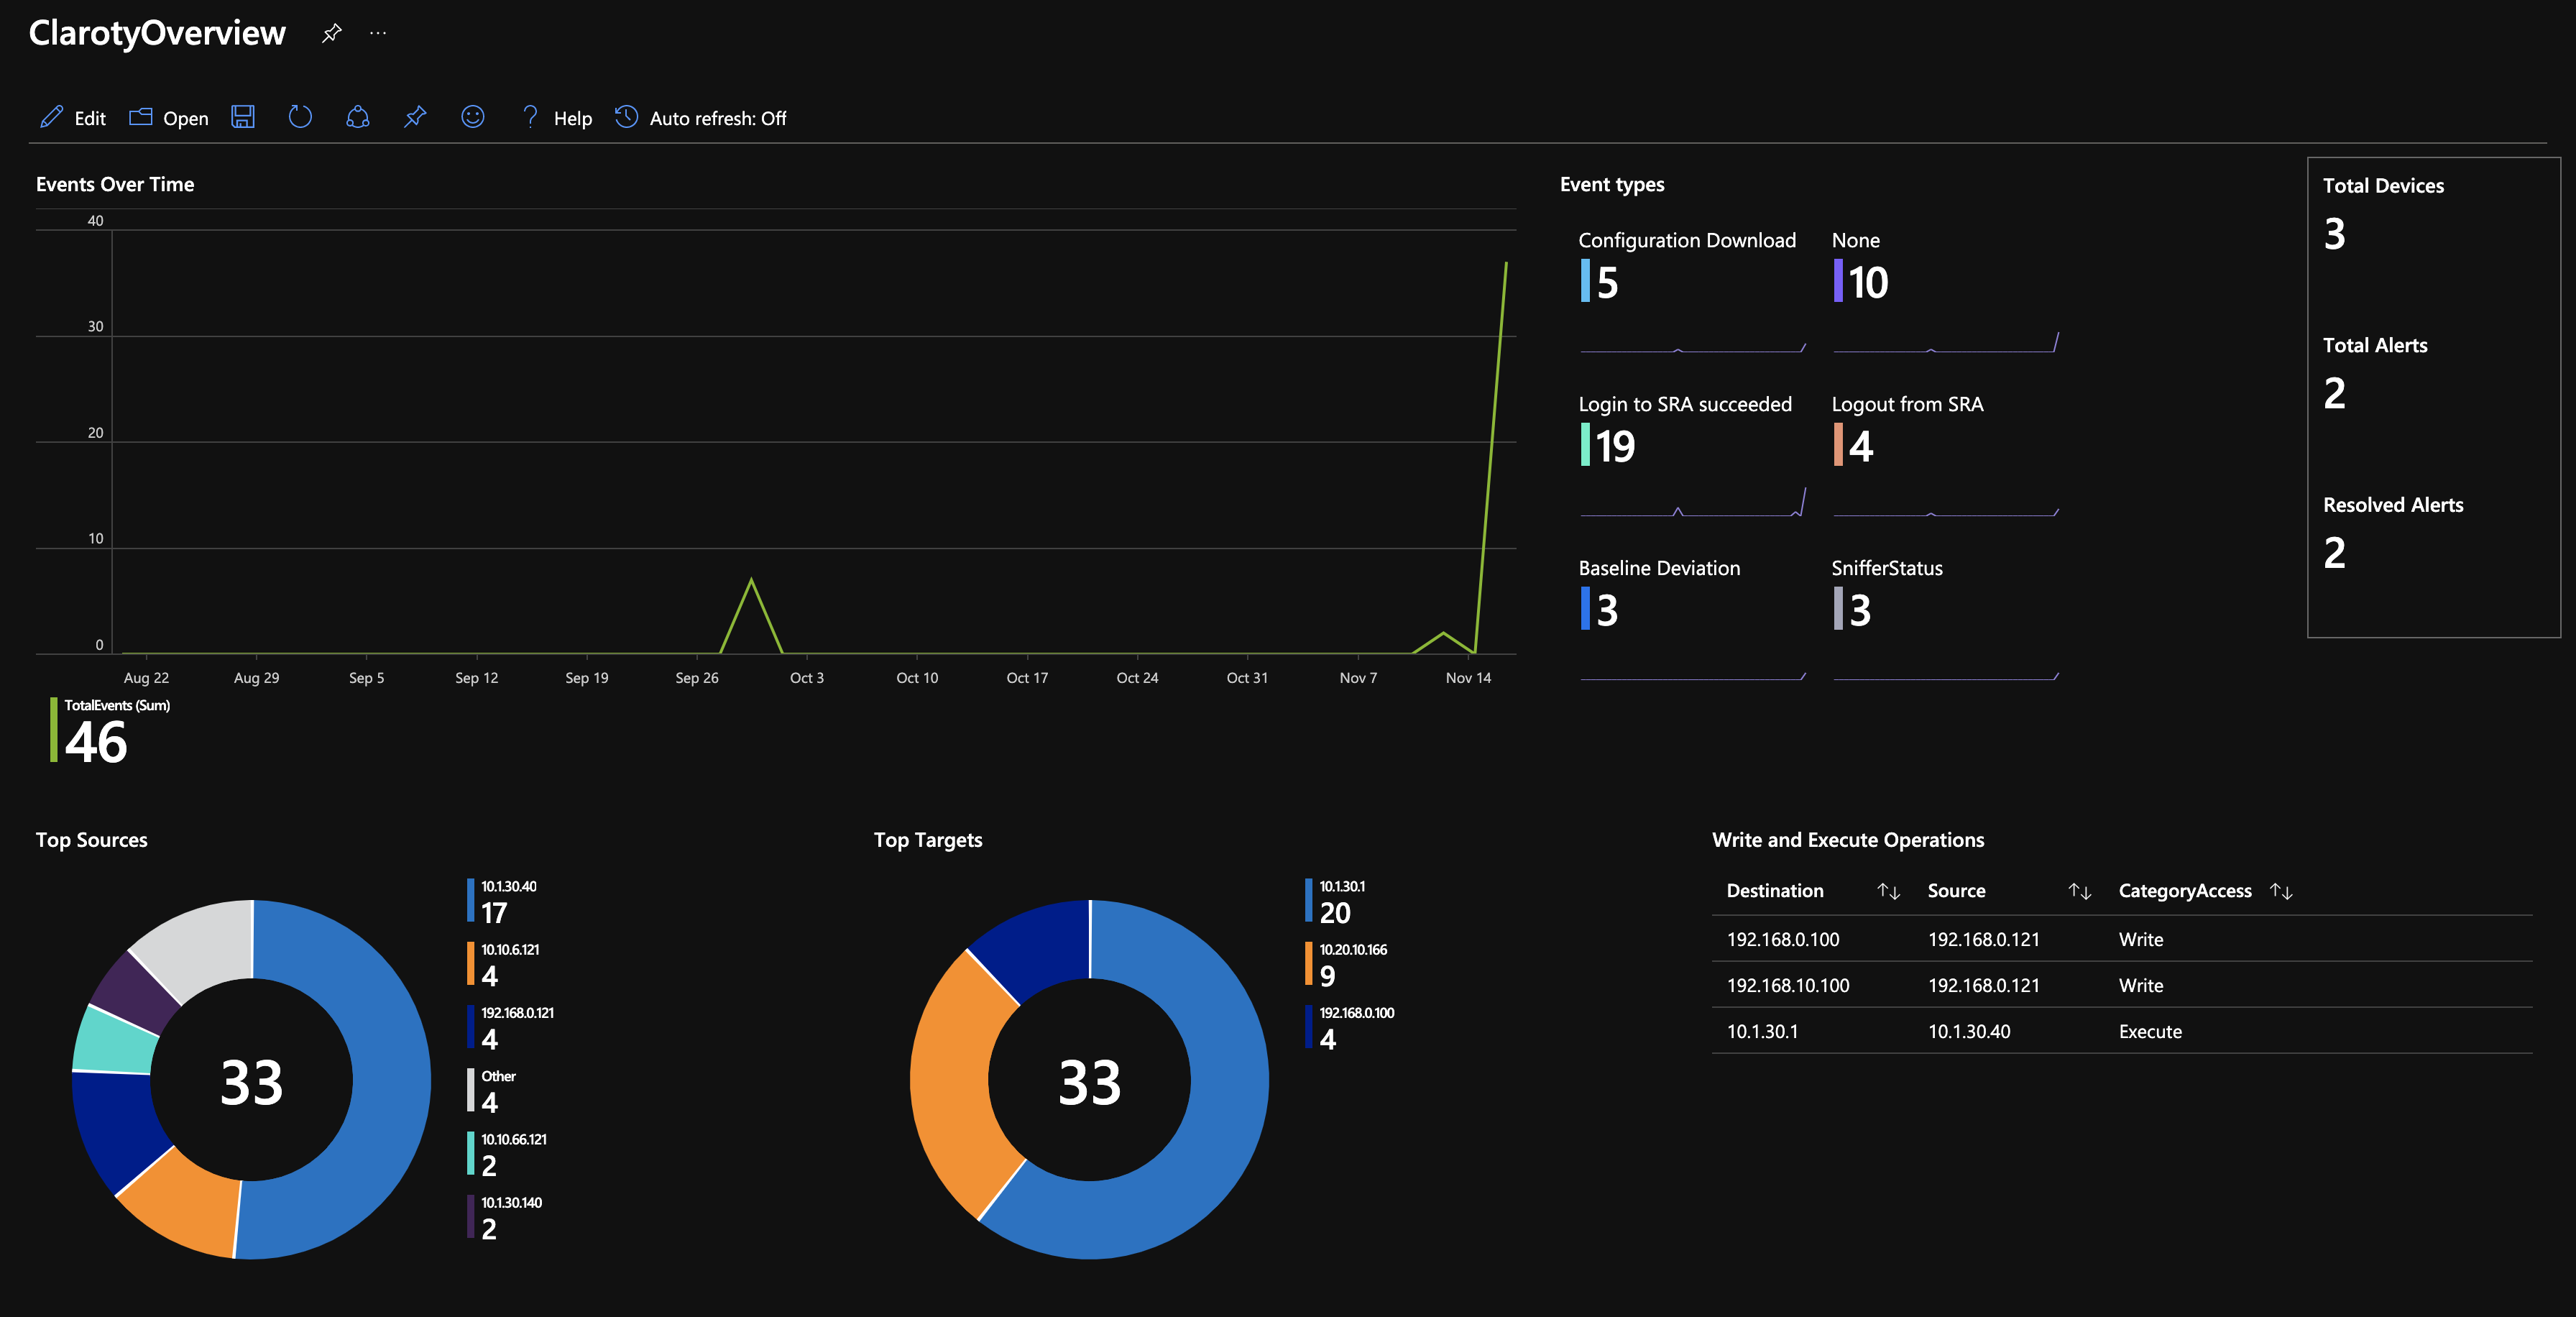 ClarotyOverview
Edit
Open
Help
Auto refresh: Off
Events Over Time
40
30
20
10
0
Aug 22
Aug 29
Sep 5
Sep 12
Sep 19
Sep 26
Oct 3
Oct 10
Oct 17
Oct 24
Oct 31
Nov 7
Nov 14
TotalEvents (Sum)
46
Event types
Configuration Download
5
None
10
Login to SRA succeeded
19
Logout from SRA
4
Baseline Deviation
3
SnifferStatus
3
Total Devices
3
Total Alerts
2
Resolved Alerts
2
Top Sources
33
10.1.30.40
17
10.10.6.121
4
192.168.0.121
4
Other
4
10.10.66.121
2
10.1.30.140
2
Top Targets
33
10.1.30.1
20
10.20.10.166
9
192.168.0.100
4
Write and Execute Operations
Destination Source CategoryAccess
192.168.0.100 192.168.0.121 Write
192.168.10.100 192.168.0.121 Write
10.1.30.1 10.1.30.40 Execute